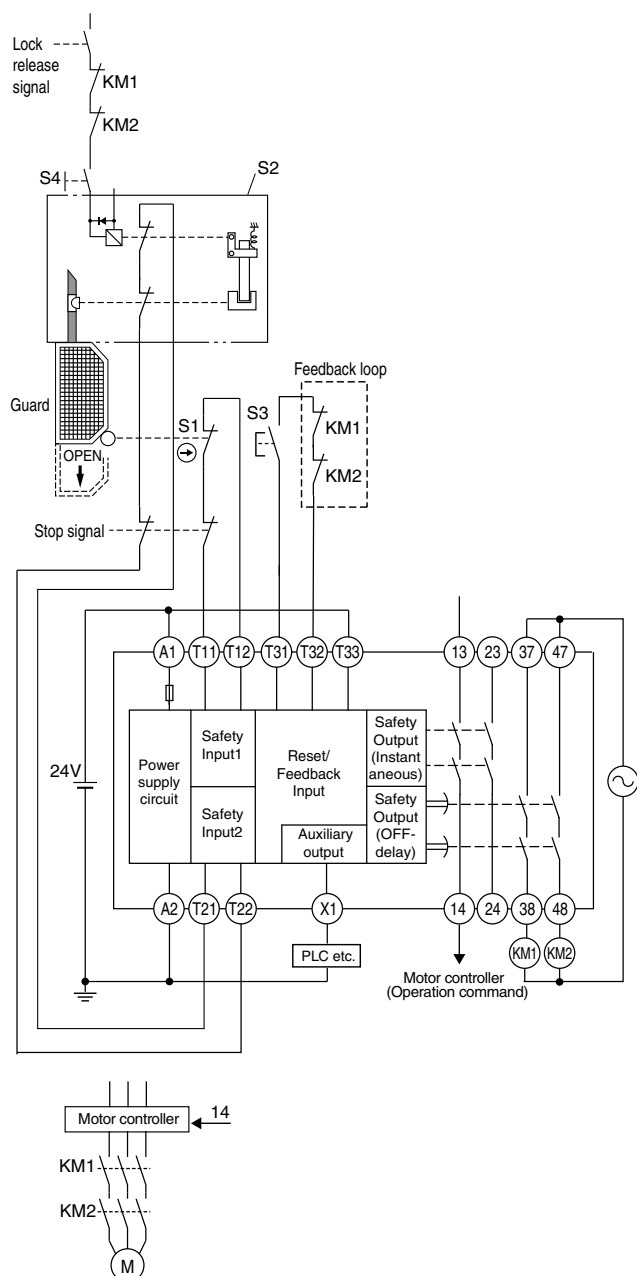 Lock
release
signal
KM1
KM2
S4
S2
Guard
OPEN
S1
S3
Feedback loop
KM1
KM2
Stop signal
A1
T11
T12
T31
T32
T33
13
23
37
47
24V
Power
supply
circuit
Safety
Input1
Safety
Input2
Reset/
Feedback
Input
Auxiliary
output
Safety
Output
(Instant
aneous)
Safety
Output
(OFF-
delay)
A2
T21
T22
X1
14
24
38
48
PLC etc.
KM1
KM2
Motor controller
(Operation command)
Motor controller
14
KM1
KM2
M